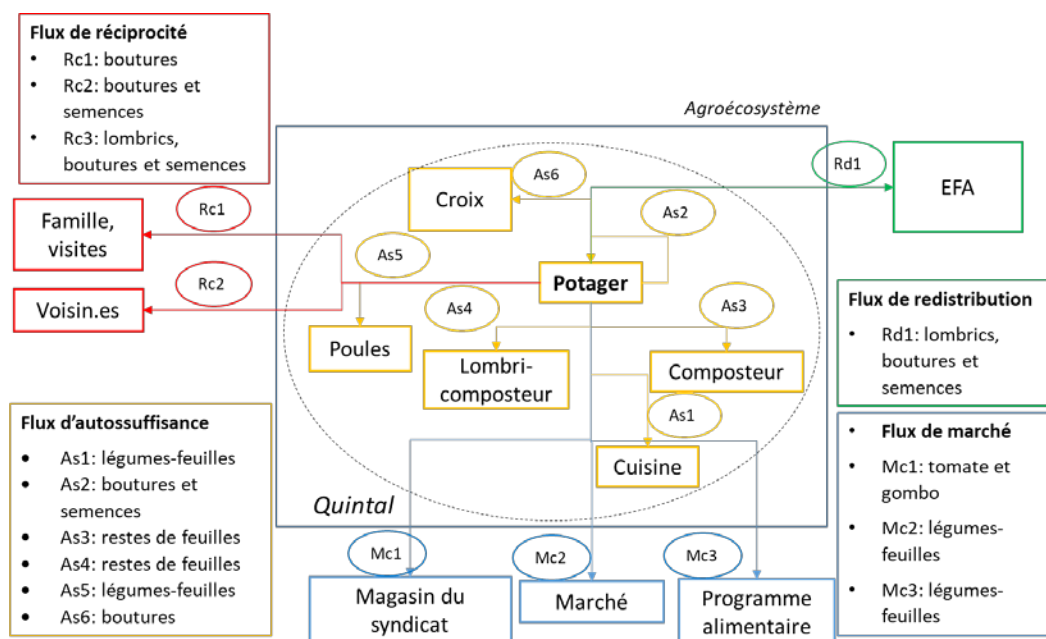 Flux de réciprocité
• Rc1: boutures
• Rc2: boutures et
semences
• Rc3: lombrics,
boutures et semences
Agroécosystème
Rd1
EFA
As6
Croix
As2
Rc1
Famille,
visites
As5
Potager
Rc2
Voisin.es
As4
As3
Poules
Lombri-
composteur
Composteur
As1
Cuisine
Quintal
Flux de redistribution
• Rd1: lombrics,
boutures et
semences
Flux d'autossuffisance
• As1: légumes-feuilles
• As2: boutures et
semences
• As3: restes de feuilles
• As4: restes de feuilles
• As5: légumes-feuilles
• As6: boutures
• Flux de marché
• Mc1: tomate et
gombo
• Mc2: légumes-
feuilles
• Mc3: légumes-
feuilles
Mc1
Mc2
Mc3
Magasin du
syndicat
Marché
Programme
alimentaire